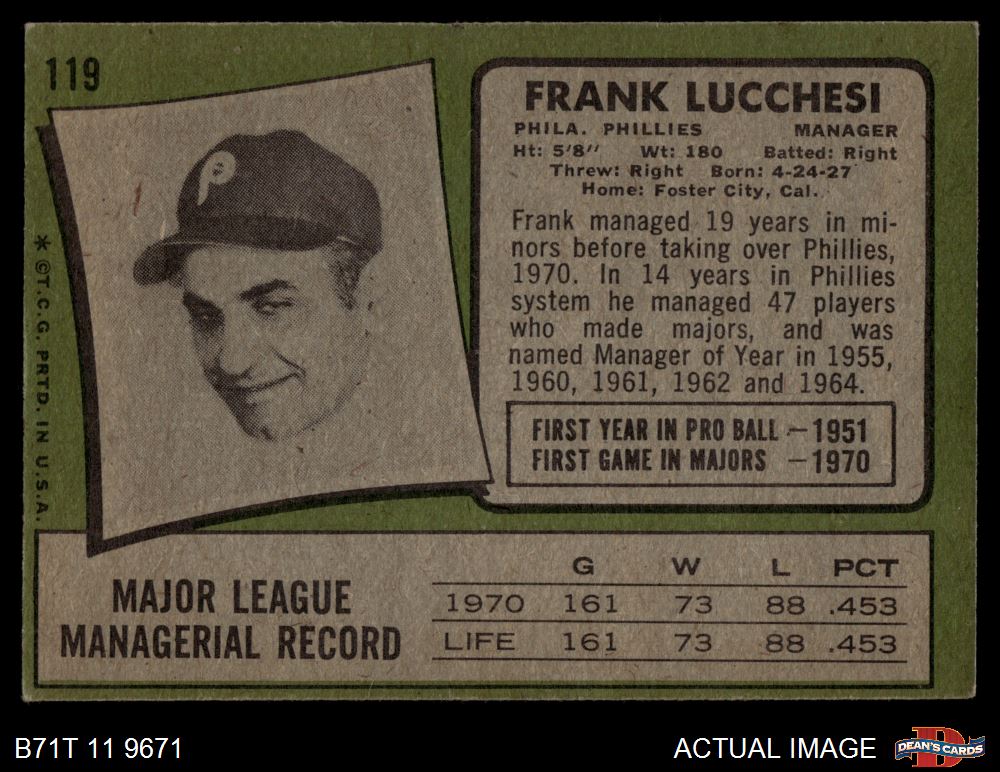 119
FRANK LUCCHESI
PHILA. PHILLIES MANAGER
Ht: 5'8" Wt: 180 Batted: Right
Threw: Right Born: 4-24-27
Home: Foster City, Cal.
Frank managed 19 years in mi-
nors before taking over Phillies,
1970. In 14 years in Phillies
system he managed 47 players
who made majors, and was
named Manager of Year in 1955,
1960, 1961, 1962 and 1964.
FIRST YEAR IN PRO BALL —1951
FIRST GAME IN MAJORS —1970
* ©T.C.G. PRTD. IN U.S.A.
P
MAJOR LEAGUE
MANAGERIAL RECORD
G W L PCT
1970 161 73 88 .453
LIFE 161 73 88 .453
B71T 11 9671
ACTUAL IMAGE
D
DEAN'S CARDS